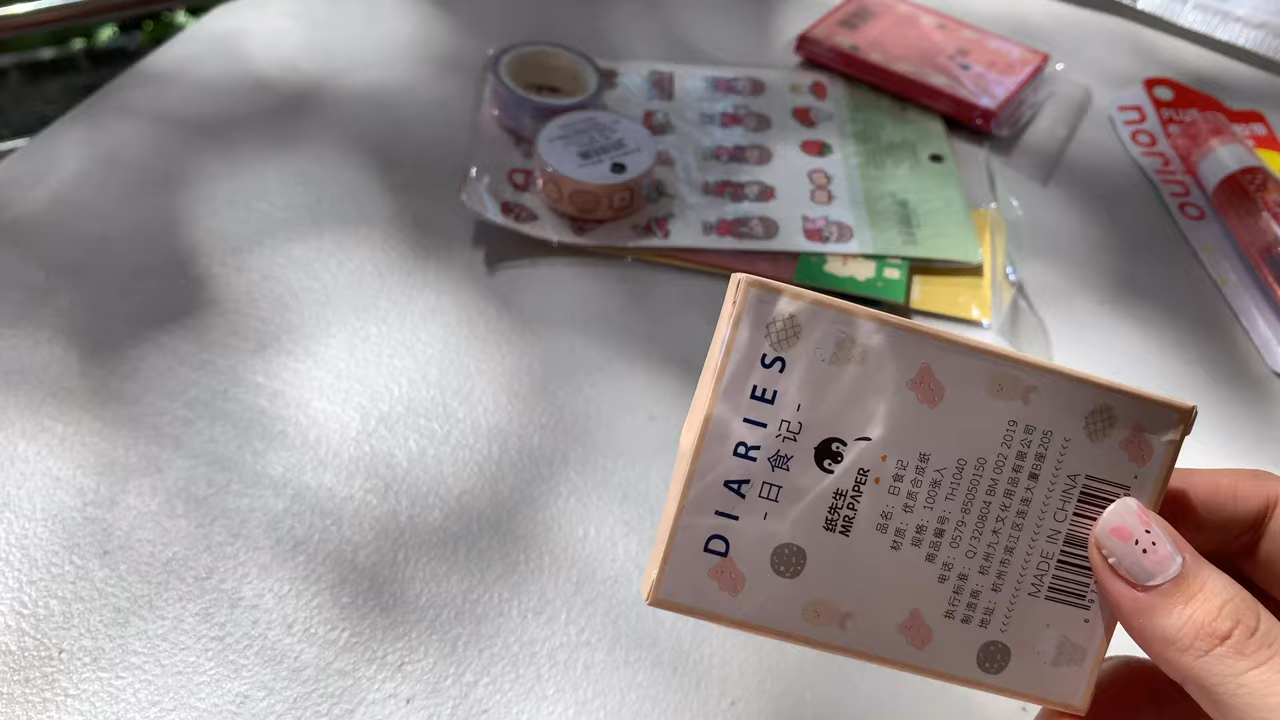 DIARIES
-日食记-
纸先生
MR.PAPER
品名：日食记
材质：优质合成纸
规格：100张入
商品编号：TH1040
电话：0579-85050150
执行标准：Q/320804 BM 002 2019
制造商：杭州九木文化用品有限公司
地址：杭州市滨江区连连大厦B座205
MADE IN CHINA
PLUS
norino